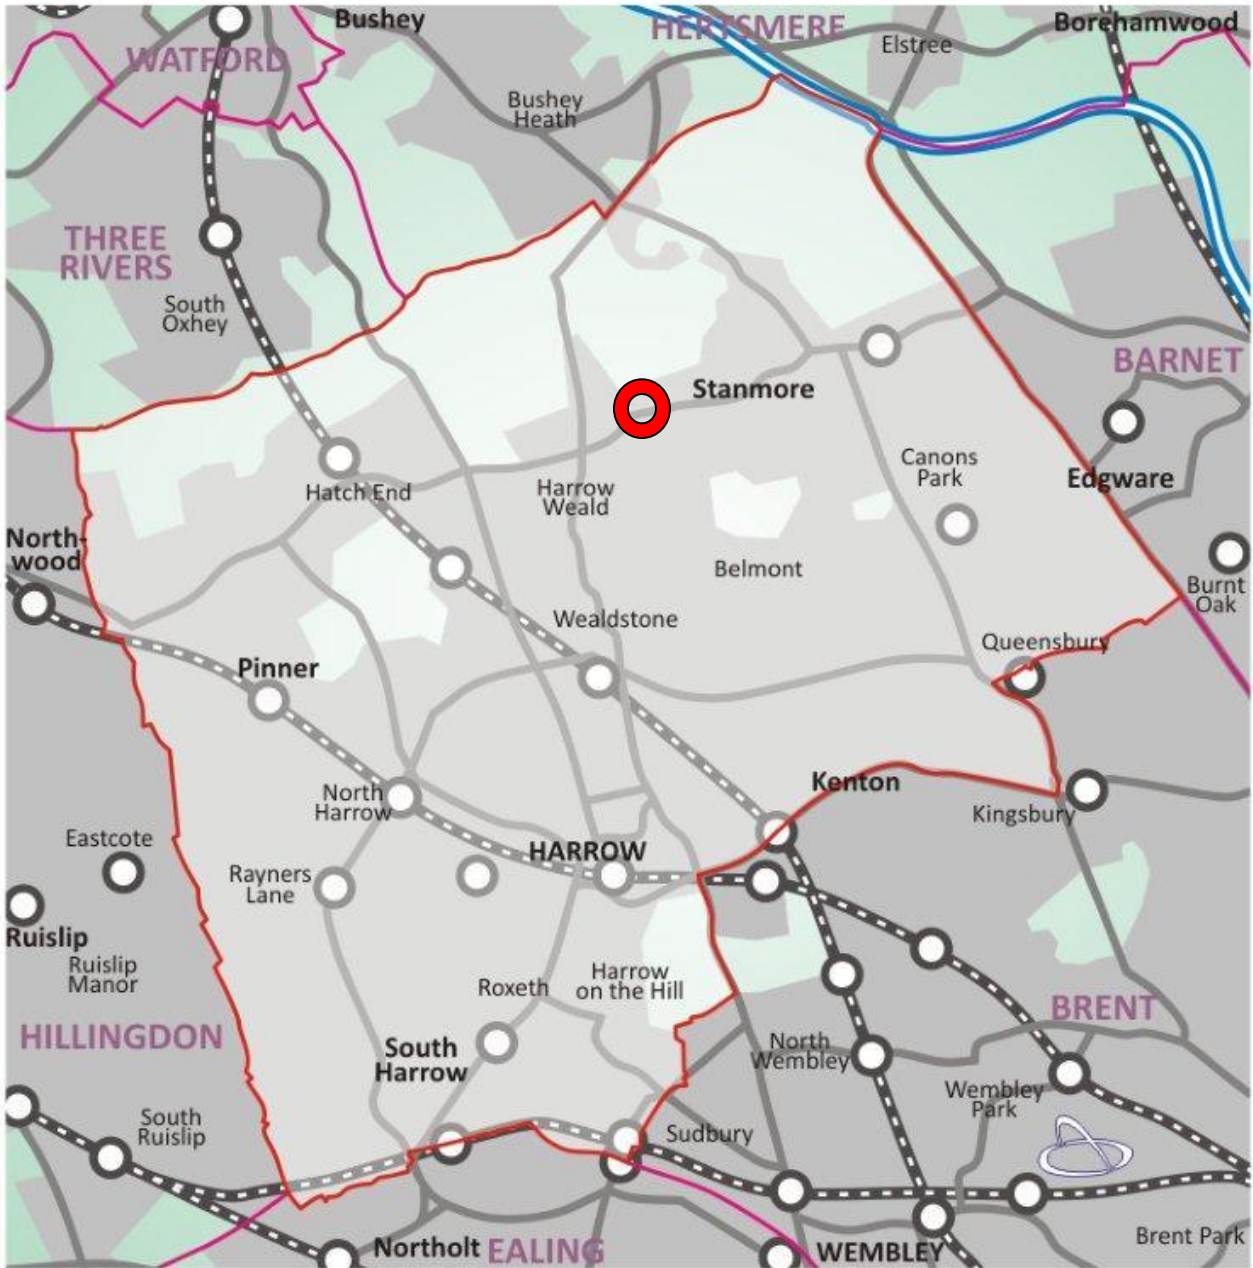 Bushey
HERTSMERE
Borehamwood
Elstree
WATFORD
Bushey
Heath
THREE
RIVERS
South
Oxhey
BARNET
Stanmore
Canons
Park
Edgware
Hatch End
Harrow
Weald
North-
wood
Belmont
Burnt
Oak
Wealdstone
Queensbury
Pinner
Kenton
North
Harrow
Kingsbury
Eastcote
HARROW
Rayners
Lane
Ruislip
Ruislip
Manor
Roxeth
Harrow
on the Hill
BRENT
HILLINGDON
South
Harrow
North
Wembley
Wembley
Park
South
Ruislip
Sudbury
Brent Park
Northolt
EALING
WEMBLEY